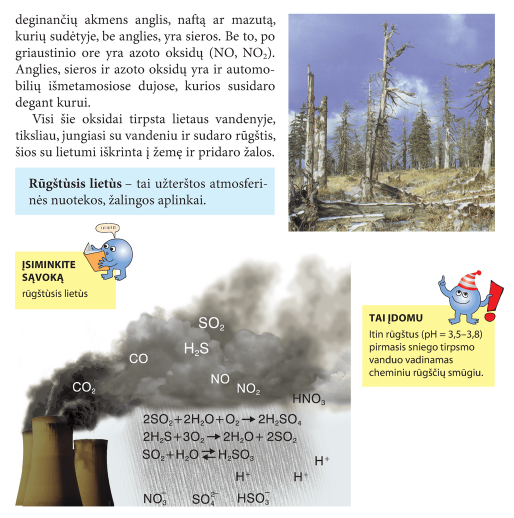 deginančių akmens anglis, naftą ar mazutą,
kurių sudėtyje, be anglies, yra sieros. Be to, po
griaustinio ore yra azoto oksidų (NO, NO₂).
Anglies, sieros ir azoto oksidų yra ir automo-
bilių išmetamosiose dujose, kurios susidaro
degant kurui.
Visi šie oksidai tirpsta lietaus vandenyje,
tiksliau, jungiasi su vandeniu ir sudaro rūgštis,
šios su lietumi iškrinta į žemę ir pridaro žalos.
Rūgštùsis lietùs – tai užterštos atmosferi-
nės nuotekos, žalingos aplinkai.
ĮSIMINKITE
SĄVOKĄ
rūgštùsis lietùs
TAI ĮDOMU
Itin rūgštus (pH = 3,5–3,8)
pirmasis sniego tirpsmo
vanduo vadinamas
cheminiu rūgščių smūgiu.
SO₂
H₂S
CO
NO
NO₂
CO₂
HNO₃
2SO₂+2H₂O+O₂ → 2H₂SO₄
2H₂S+3O₂ → 2H₂O+2SO₂
SO₂+H₂O ⇄ H₂SO₃
H⁺
H⁺
H⁺
NO₃⁻
SO₄²⁻
HSO₃⁻